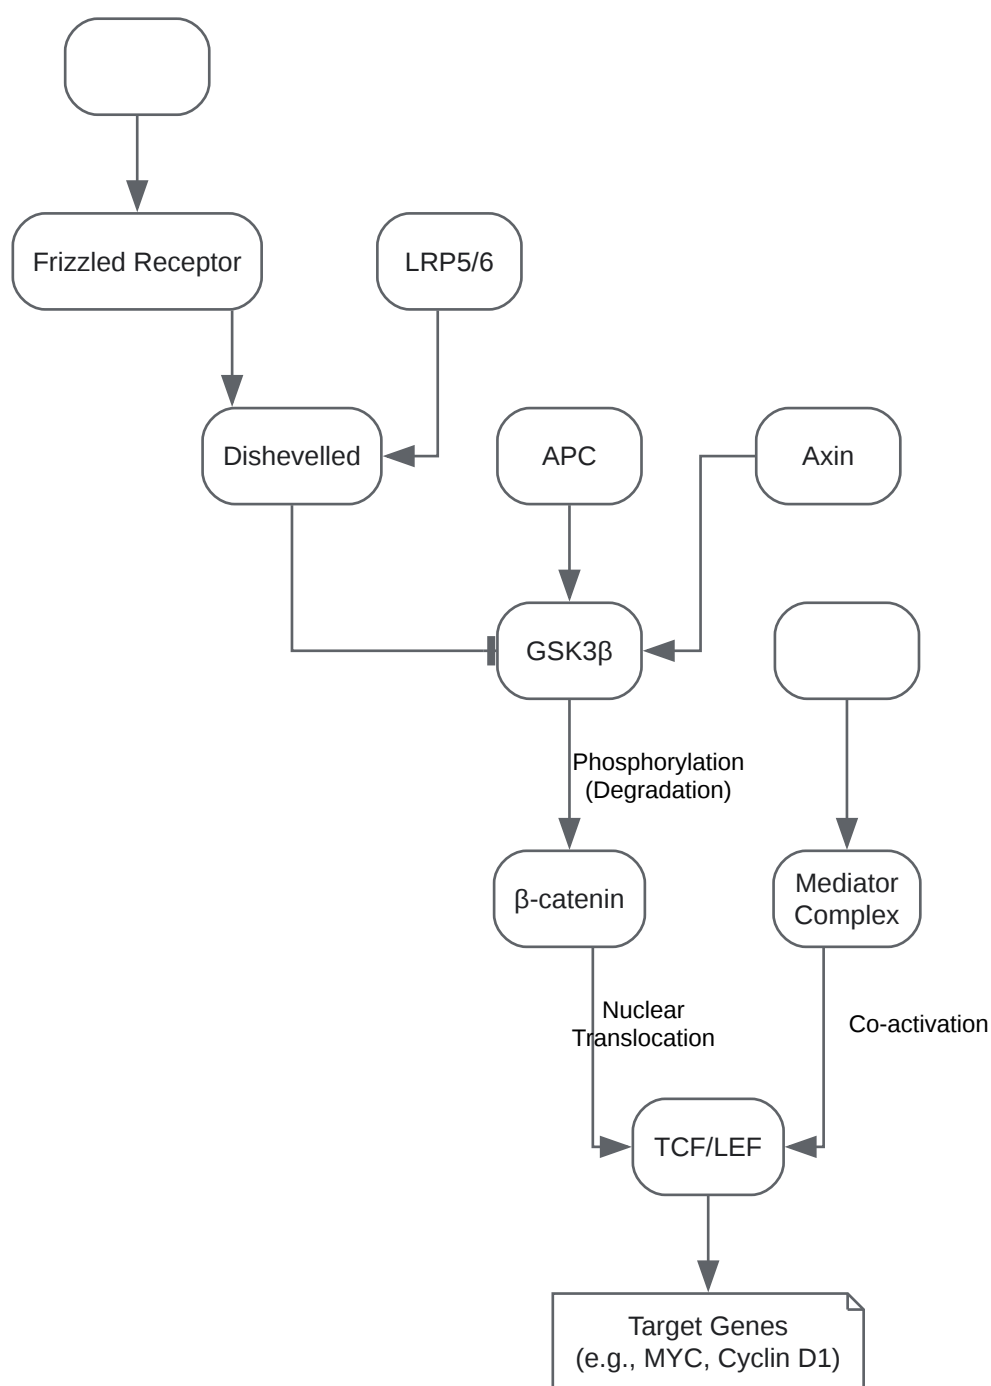 Frizzled Receptor
LRP5/6
Dishevelled
APC
Axin
GSK3β
Phosphorylation
(Degradation)
β-catenin
Mediator
Complex
Nuclear
Translocation
Co-activation
TCF/LEF
Target Genes
(e.g., MYC, Cyclin D1)